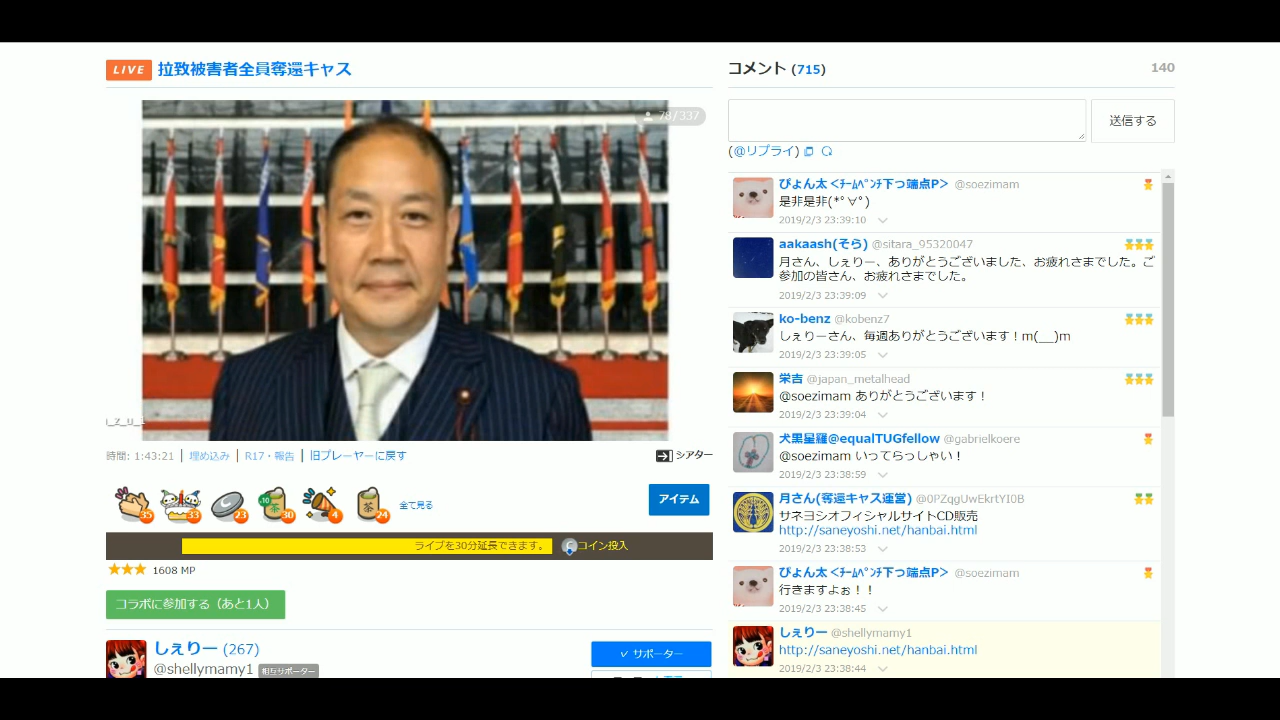 LIVE 拉致被害者全員奪還キャス
78/337
時間: 1:43:21 | 埋め込み | R17・報告 | 旧プレーヤーに戻す
シアター
35 33 23 +10 茶 30 4 茶 24 全て見る
アイテム
ライブを30分延長できます。 C コイン投入
★★★ 1608 MP
コラボに参加する（あと1人）
しぇりー (267)
@shellymamy1 相互サポーター
✓ サポーター
コメント (715)
140
送信する
(@リプライ)
ぴょん太<ﾁｰﾑﾍﾟﾝﾁ下っ端点P> @soezimam
是非是非(*ﾟ∀ﾟ)
2019/2/3 23:39:10
aakaash(そら) @sitara_95320047
月さん、しぇりー、ありがとうございました、お疲れさまでした。ご
参加の皆さん、お疲れさまでした。
2019/2/3 23:39:09
ko-benz @kobenz7
しぇりーさん、毎週ありがとうございます！m(__)m
2019/2/3 23:39:05
栄吉 @japan_metalhead
@soezimam ありがとうございます！
2019/2/3 23:39:04
犬黒星羅@equalTUGfellow @gabrielkoere
@soezimam いってらっしゃい！
2019/2/3 23:38:59
月さん(奪還キャス運営) @0PZqgUwEkrtYI0B
サネヨシオフィシャルサイトCD販売
http://saneyoshi.net/hanbai.html
2019/2/3 23:38:53
ぴょん太<ﾁｰﾑﾍﾟﾝﾁ下っ端点P> @soezimam
行きますよぉ！！
2019/2/3 23:38:45
しぇりー @shellymamy1
http://saneyoshi.net/hanbai.html
2019/2/3 23:38:44